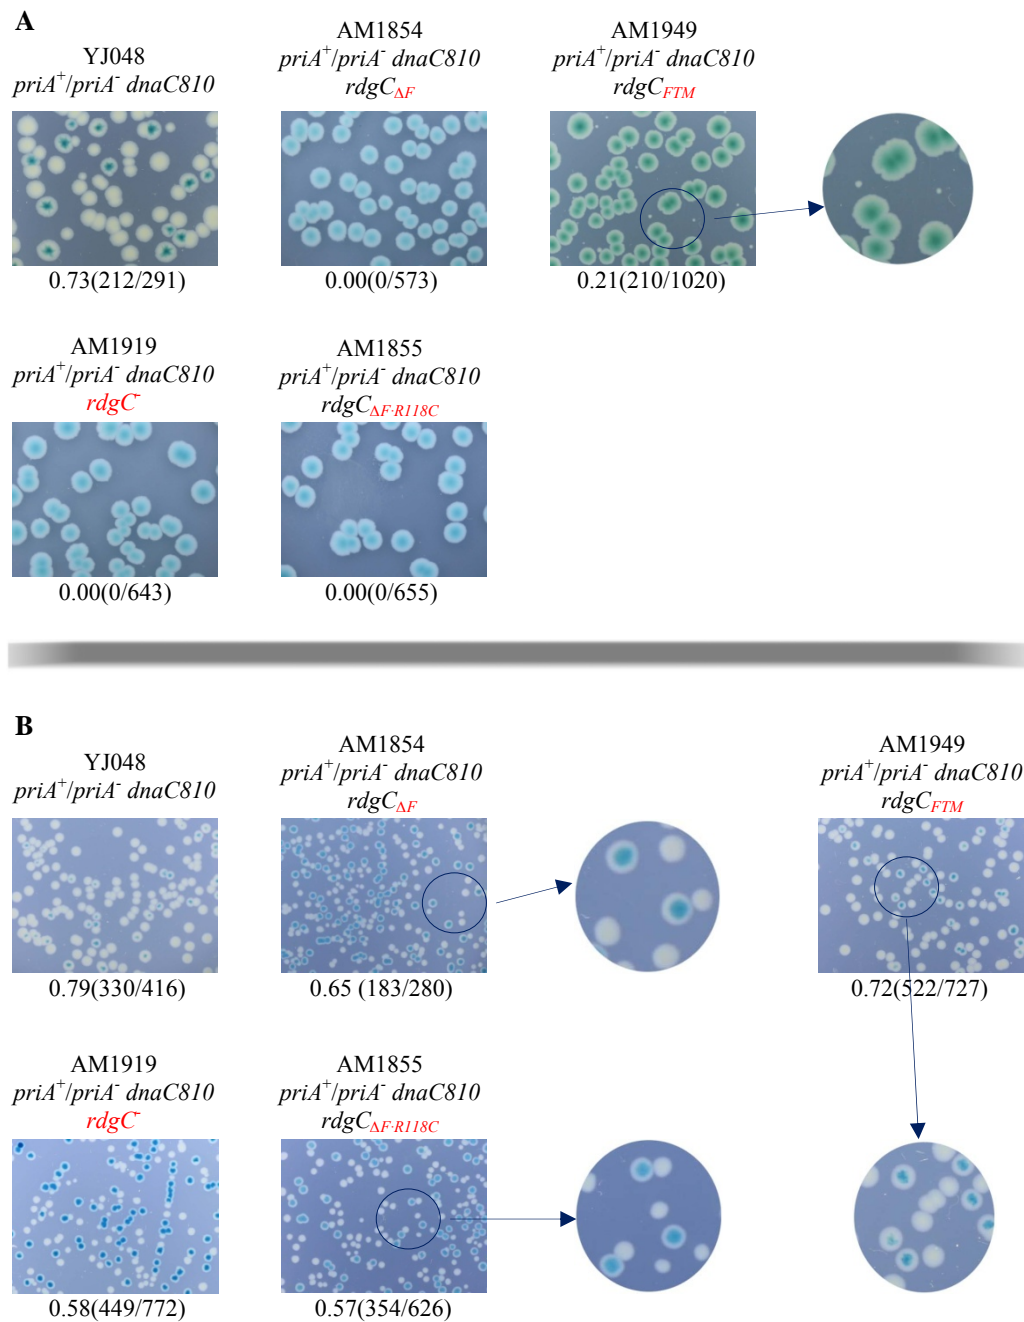 A
YJ048
priA+/priA- dnaC810
0.73(212/291)
AM1854
priA+/priA- dnaC810
rdgCΔF
0.00(0/573)
AM1949
priA+/priA- dnaC810
rdgCFTM
0.21(210/1020)
AM1919
priA+/priA- dnaC810
rdgC-
0.00(0/643)
AM1855
priA+/priA- dnaC810
rdgCΔF·R118C
0.00(0/655)
B
YJ048
priA+/priA- dnaC810
0.79(330/416)
AM1854
priA+/priA- dnaC810
rdgCΔF
0.65 (183/280)
AM1949
priA+/priA- dnaC810
rdgCFTM
0.72(522/727)
AM1919
priA+/priA- dnaC810
rdgC-
0.58(449/772)
AM1855
priA+/priA- dnaC810
rdgCΔF·R118C
0.57(354/626)